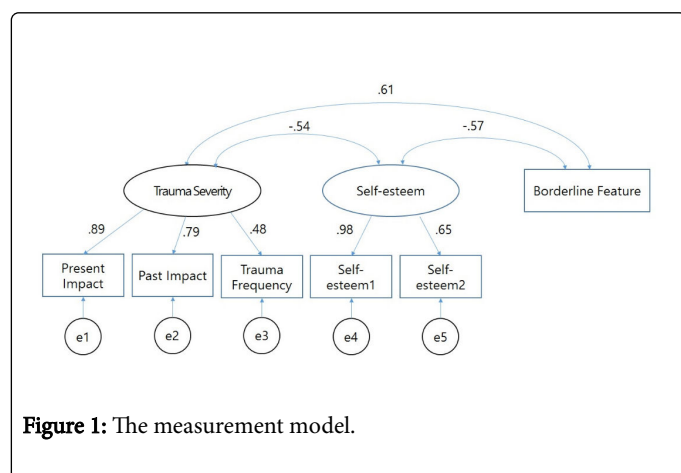 .61
-.54
-.57
Trauma Severity
Self-esteem
Borderline Feature
.89
.79
.48
.98
.65
Present
Impact
Past Impact
Trauma
Frequency
Self-
esteem1
Self-
esteem2
e1
e2
e3
e4
e5
Figure 1: The measurement model.